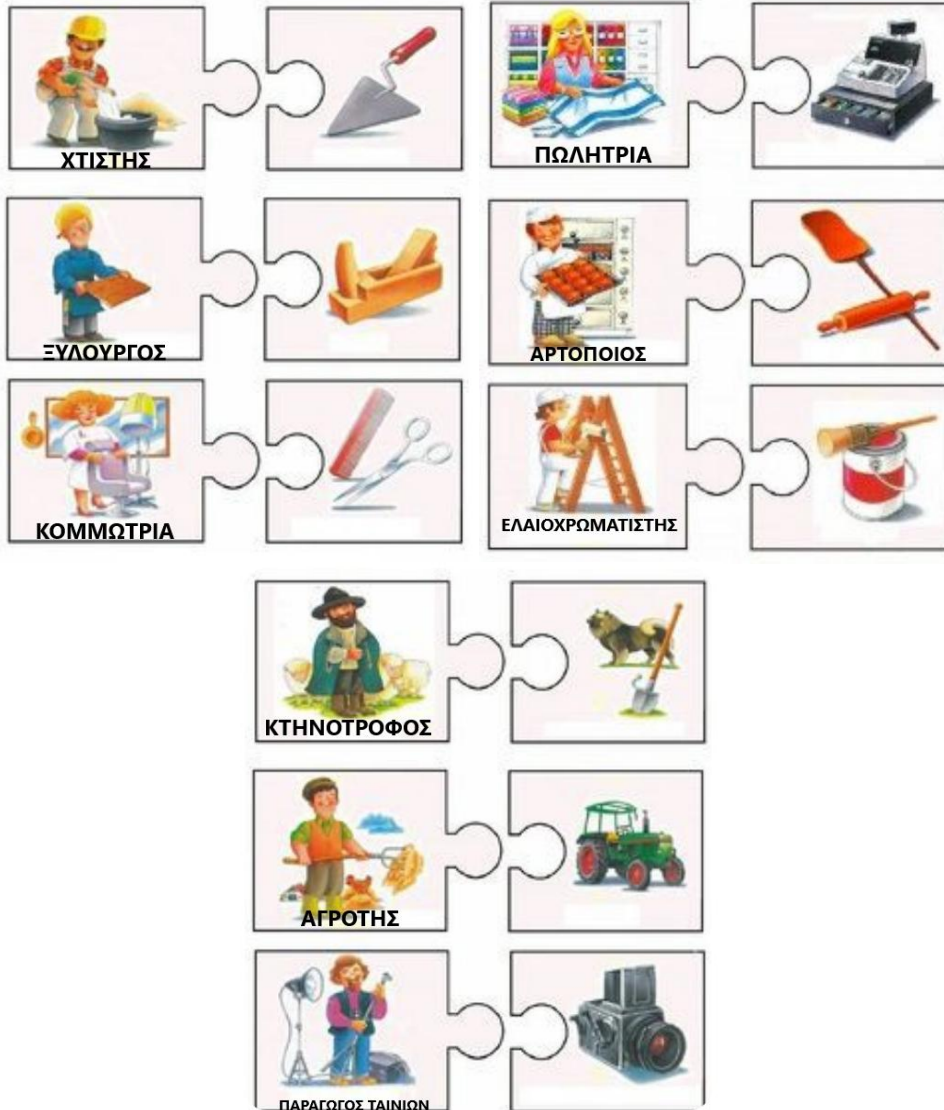 ΧΤΙΣΤΗΣ
ΠΩΛΗΤΡΙΑ
ΞΥΛΟΥΡΓΟΣ
ΑΡΤΟΠΟΙΟΣ
ΚΟΜΜΩΤΡΙΑ
ΕΛΑΙΟΧΡΩΜΑΤΙΣΤΗΣ
ΚΤΗΝΟΤΡΟΦΟΣ
ΑΓΡΟΤΗΣ
ΠΑΡΑΓΩΓΟΣ ΤΑΙΝΙΩΝ